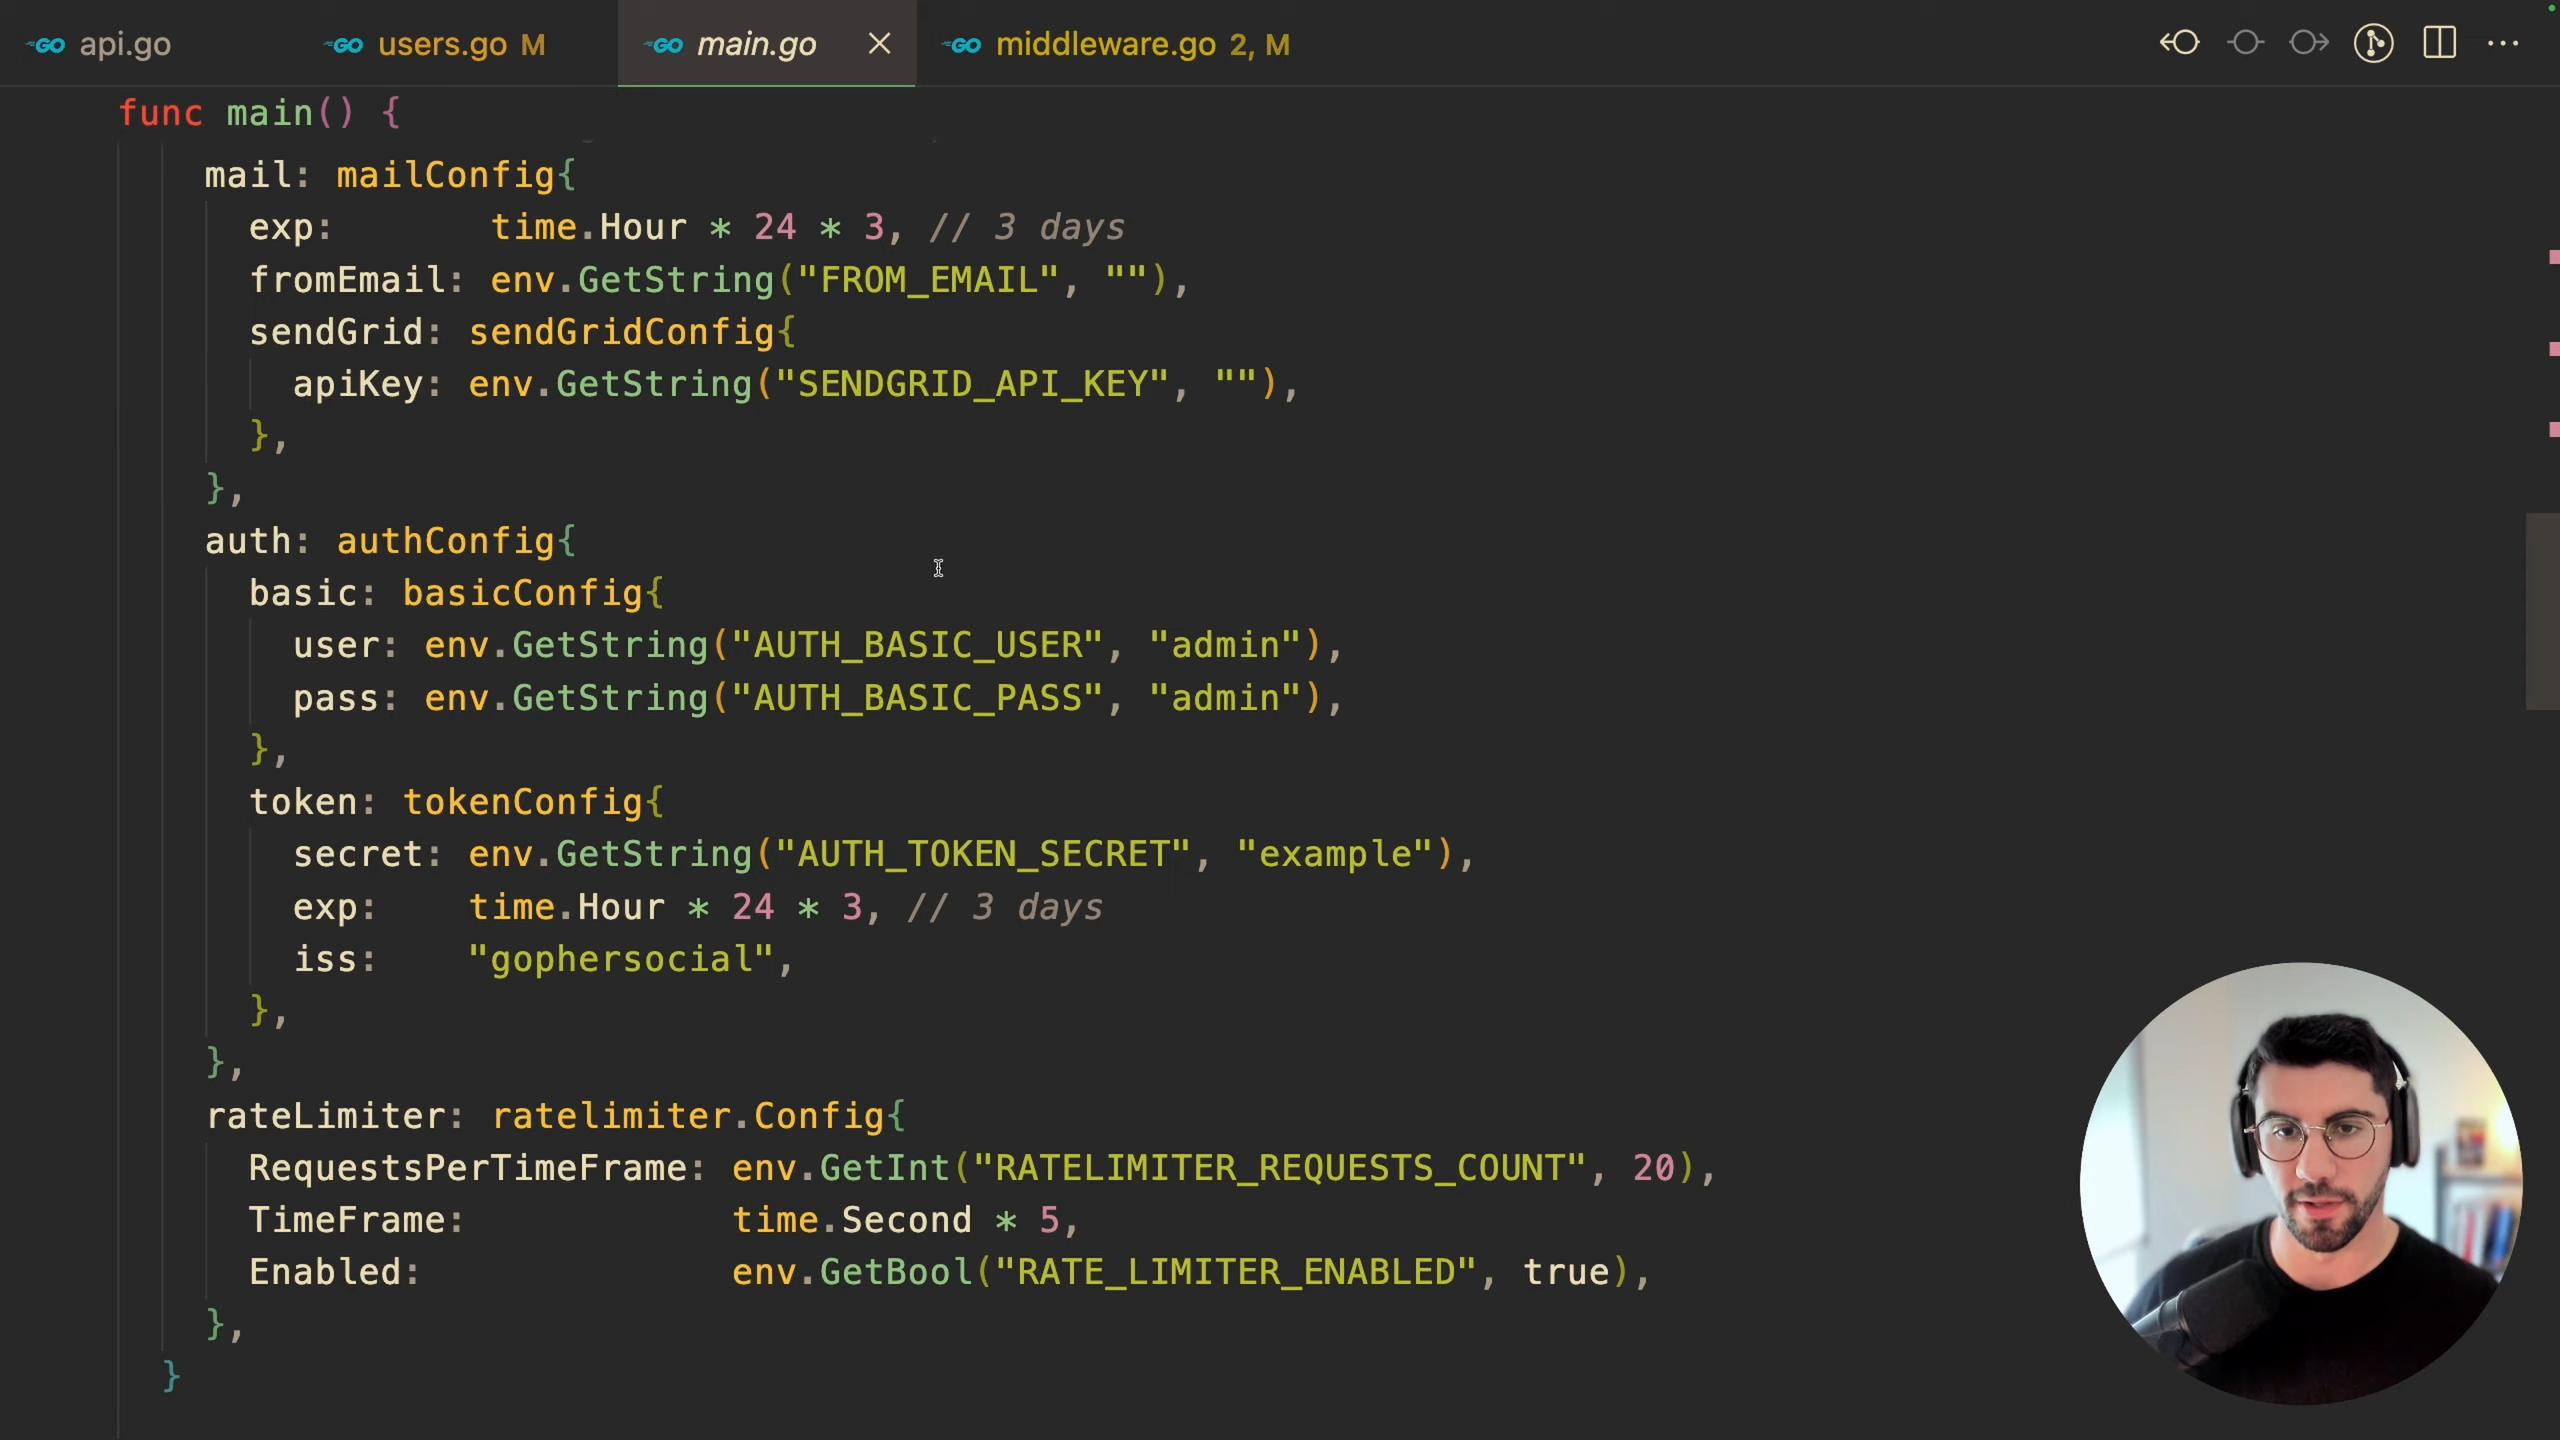 api.go
users.go M
main.go
middleware.go 2, M
func main() {
mail: mailConfig{
exp: time.Hour * 24 * 3, // 3 days
fromEmail: env.GetString("FROM_EMAIL", ""),
sendGrid: sendGridConfig{
apiKey: env.GetString("SENDGRID_API_KEY", ""),
},
},
auth: authConfig{
basic: basicConfig{
user: env.GetString("AUTH_BASIC_USER", "admin"),
pass: env.GetString("AUTH_BASIC_PASS", "admin"),
},
token: tokenConfig{
secret: env.GetString("AUTH_TOKEN_SECRET", "example"),
exp: time.Hour * 24 * 3, // 3 days
iss: "gophersocial",
},
},
rateLimiter: ratelimiter.Config{
RequestsPerTimeFrame: env.GetInt("RATELIMITER_REQUESTS_COUNT", 20),
TimeFrame: time.Second * 5,
Enabled: env.GetBool("RATE_LIMITER_ENABLED", true),
},
}